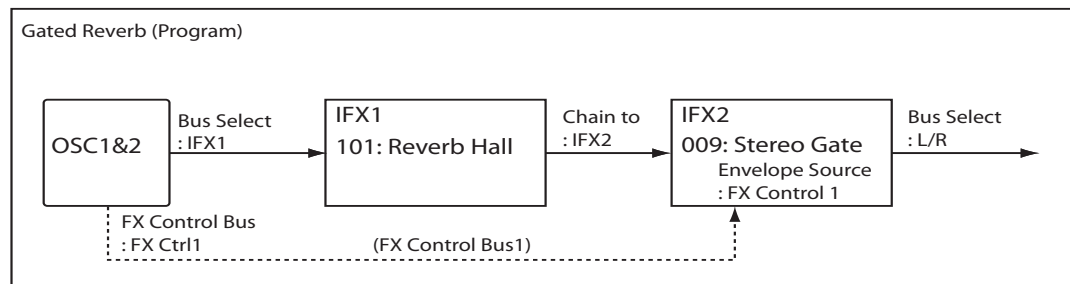 Gated Reverb (Program)
OSC1&2
Bus Select
: IFX1
IFX1
101: Reverb Hall
Chain to
: IFX2
IFX2
009: Stereo Gate
Envelope Source
: FX Control 1
Bus Select
: L/R
FX Control Bus
: FX Ctrl1
(FX Control Bus1)